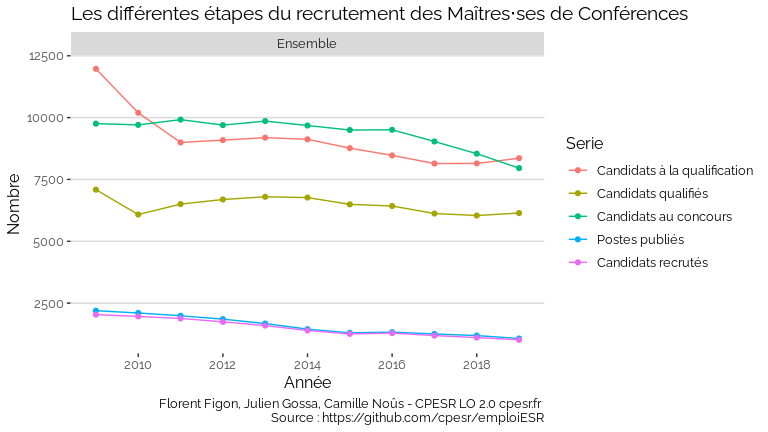 Les différentes étapes du recrutement des Maîtres·ses de Conférences
Ensemble
12500
10000
7500
5000
2500
Nombre
2010
2012
2014
2016
2018
Année
Serie
Candidats à la qualification
Candidats qualifiés
Candidats au concours
Postes publiés
Candidats recrutés
Florent Figon, Julien Gossa, Camille Noûs - CPESR LO 2.0 cpesr.fr
Source : https://github.com/cpesr/emploiESR